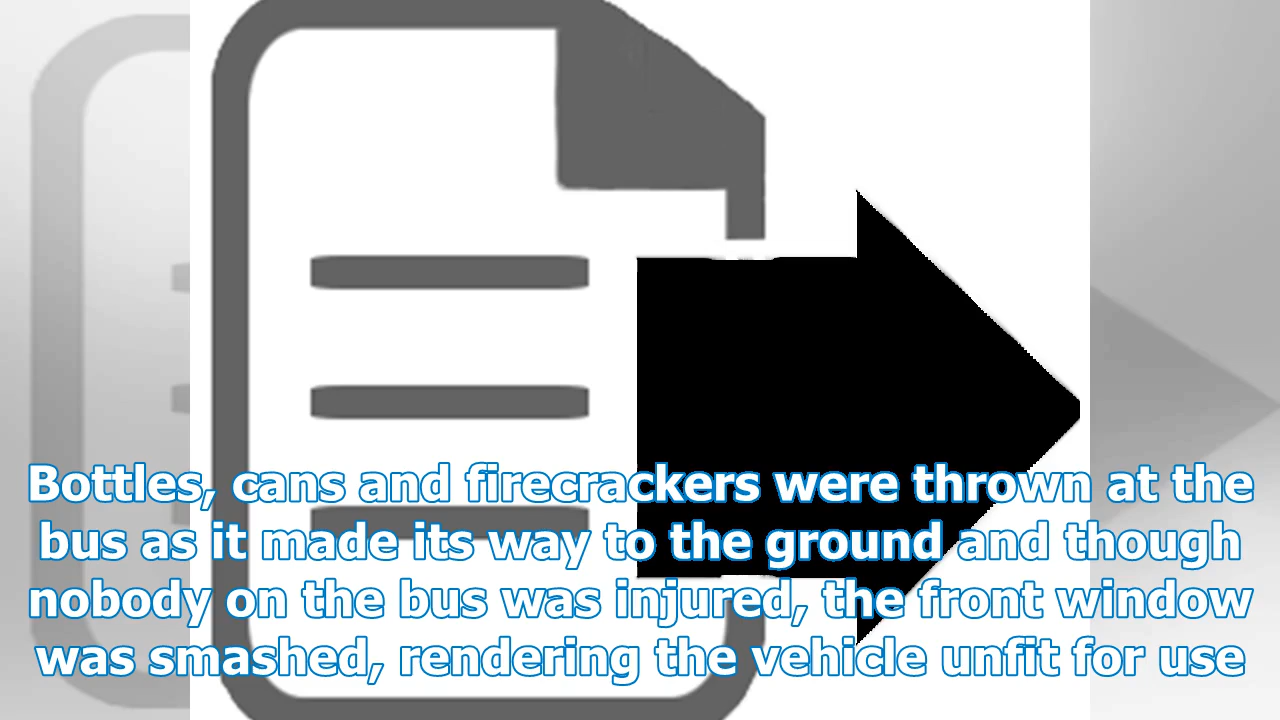 Bottles, cans and firecrackers were thrown at the
bus as it made its way to the ground and though
nobody on the bus was injured, the front window
was smashed, rendering the vehicle unfit for use